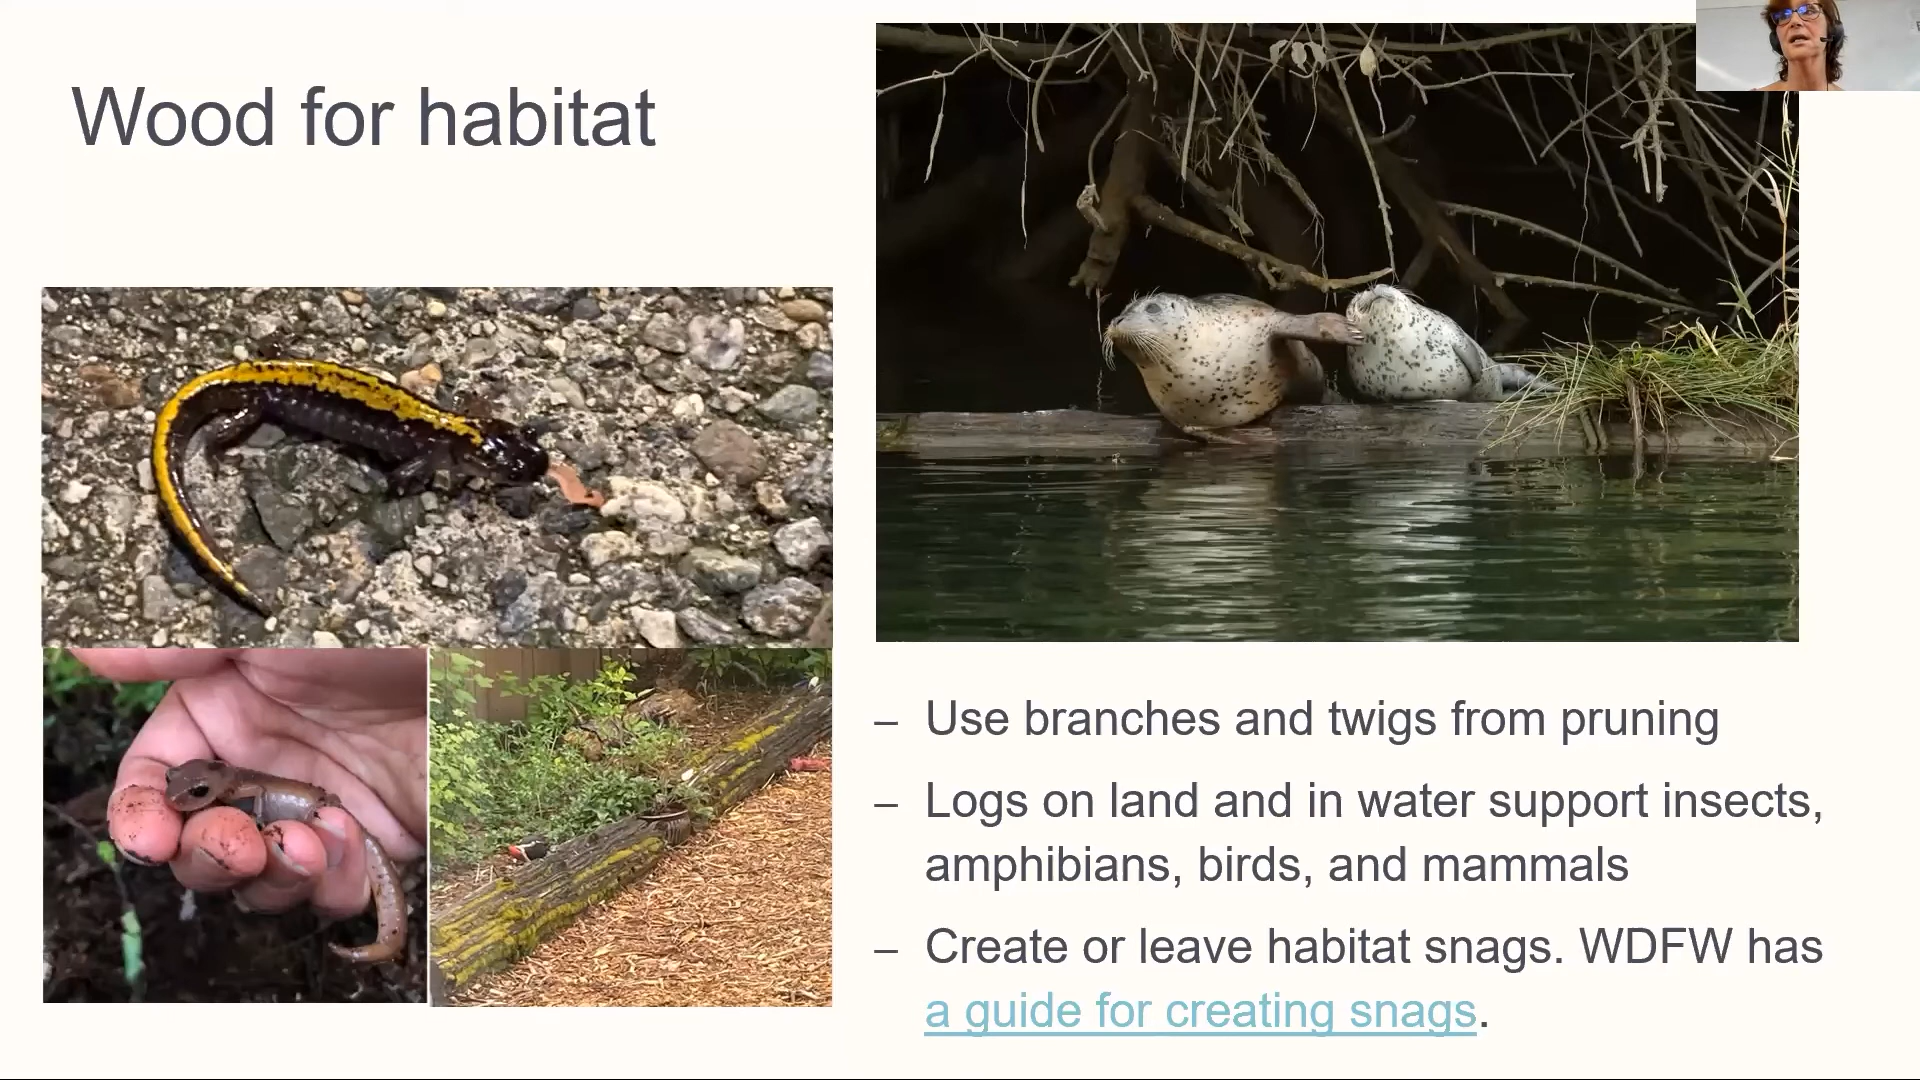 Wood for habitat
– Use branches and twigs from pruning
– Logs on land and in water support insects,
amphibians, birds, and mammals
– Create or leave habitat snags. WDFW has
a guide for creating snags.